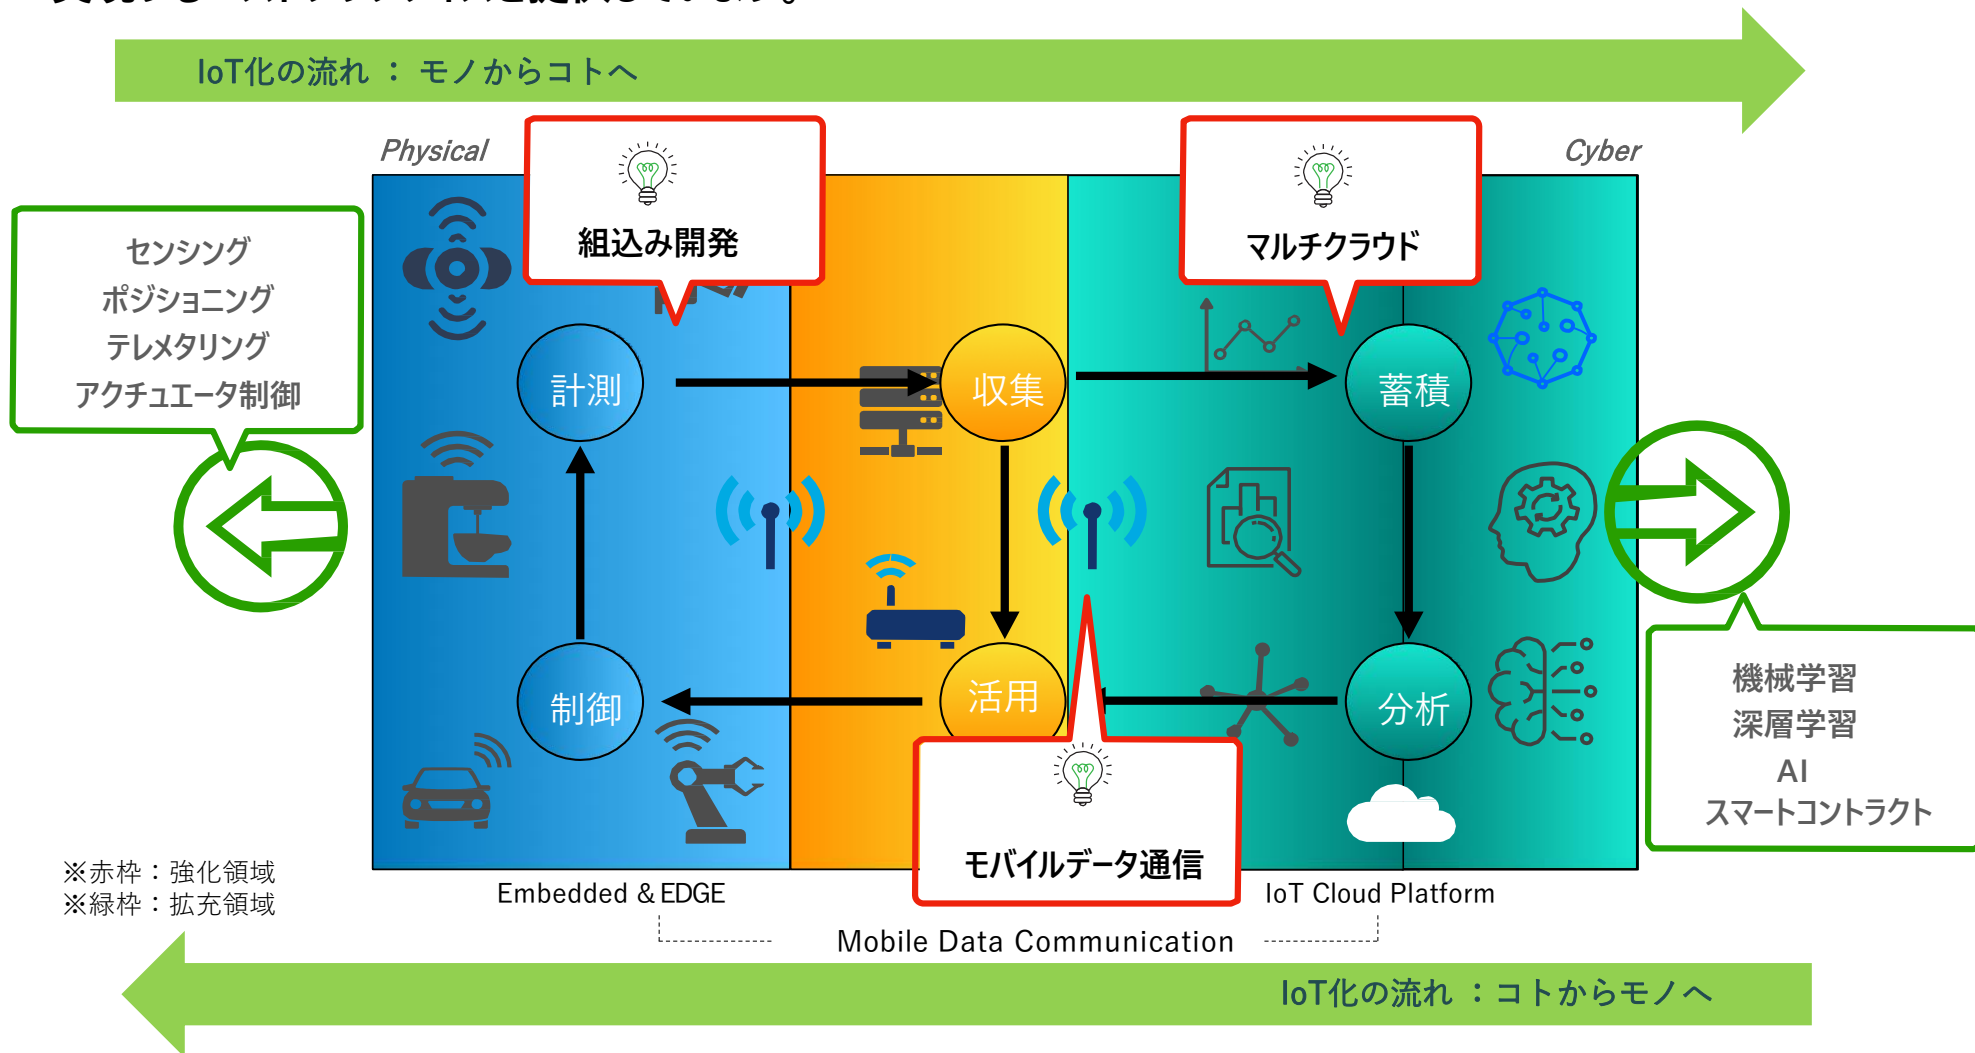 IoT化の流れ ： モノからコトへ
Physical
Cyber
組込み開発
マルチクラウド
センシング
ポジショニング
テレメタリング
アクチュエータ制御
計測
収集
蓄積
制御
活用
分析
機械学習
深層学習
AI
スマートコントラクト
モバイルデータ通信
※赤枠：強化領域
※緑枠：拡充領域
Embedded & EDGE
IoT Cloud Platform
Mobile Data Communication
IoT化の流れ ：コトからモノへ